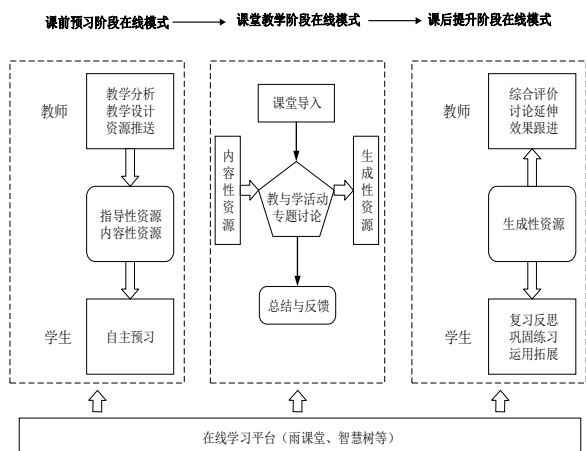 课前预习阶段在线模式
课堂教学阶段在线模式
课后提升阶段在线模式
教师
教学分析
教学设计
资源推送
指导性资源
内容性资源
学生
自主预习
课堂导入
内容性资源
教与学活动
专题讨论
生成性资源
总结与反馈
教师
综合评价
讨论延伸
效果跟进
生成性资源
学生
复习反思
巩固练习
运用拓展
在线学习平台（雨课堂、智慧树等）